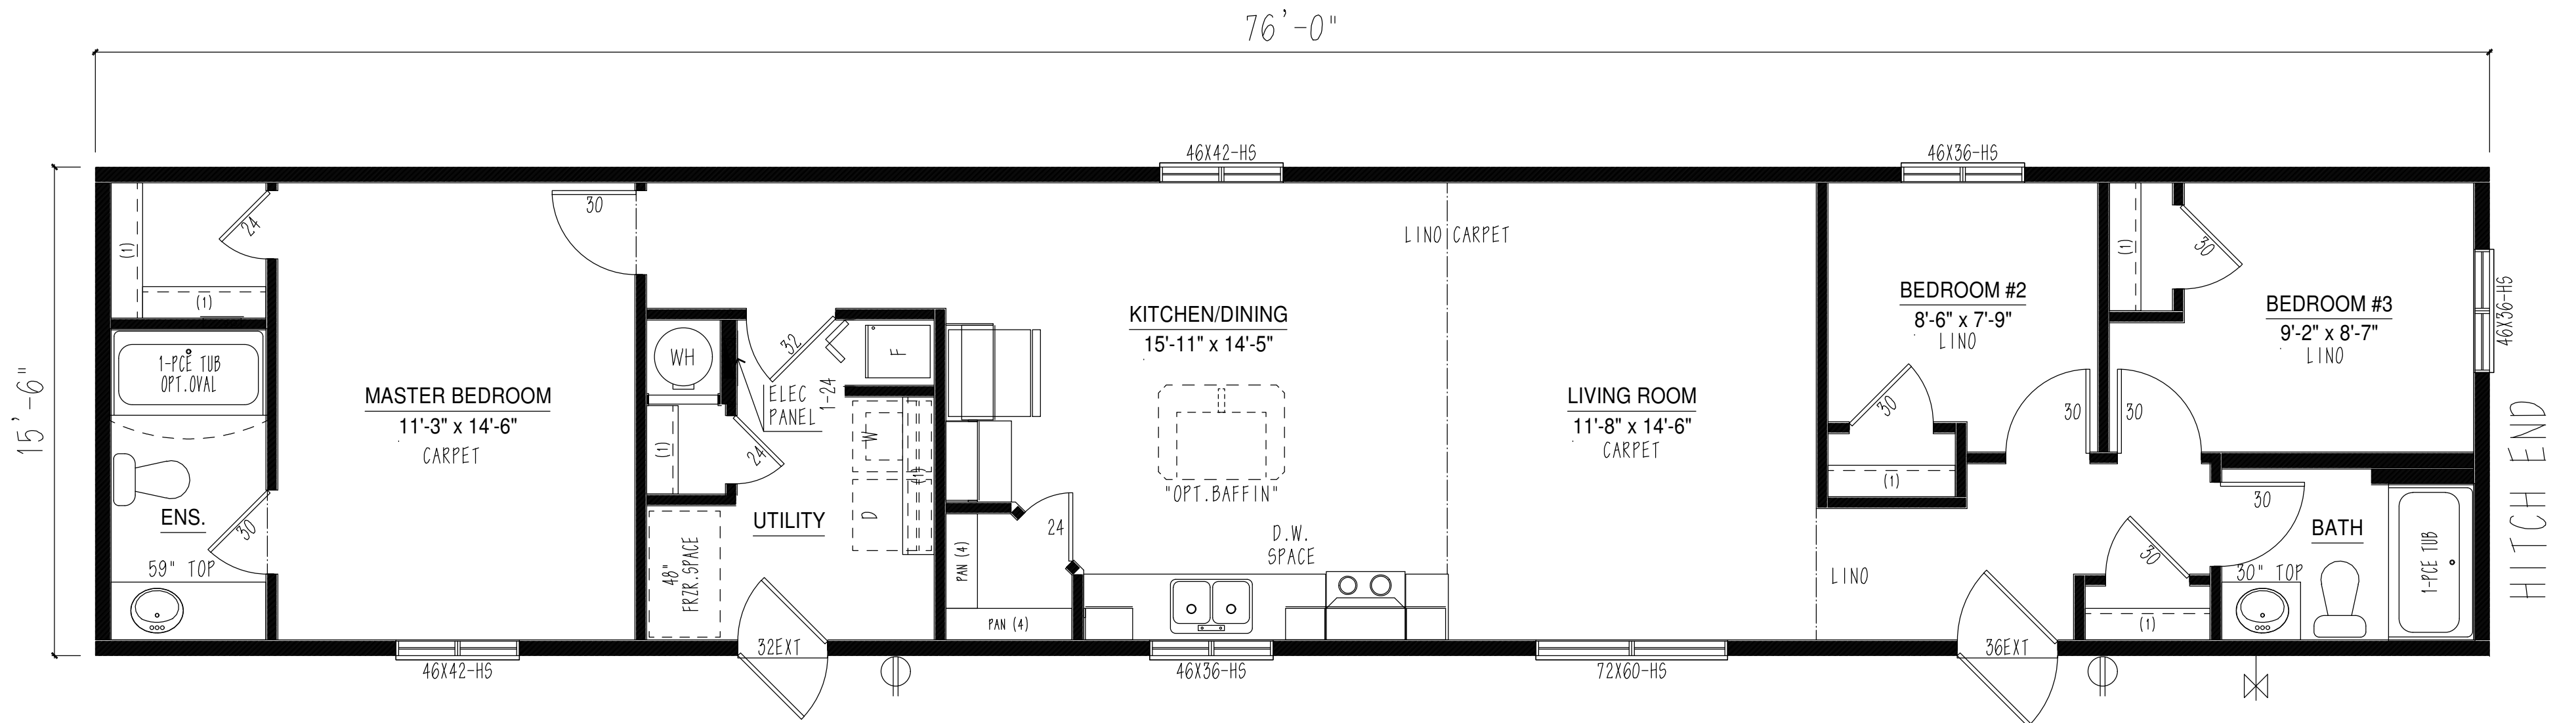 76'-0"
46X42-HS
46X36-HS
15'-6"
(1)
24
(1)
1-PCE TUB
OPT.OVAL
ENS.
30
59" TOP
MASTER BEDROOM
11'-3" x 14'-6"
CARPET
30
46X42-HS
WH
32
F
ELEC
PANEL
1-24
(1)
24
W
D
(1)
UTILITY
48"
FRZR.SPACE
32EXT
LINO CARPET
KITCHEN/DINING
15'-11" x 14'-5"
"OPT.BAFFIN"
24
D.W.
SPACE
PAN (4)
PAN (4)
46X36-HS
LIVING ROOM
11'-8" x 14'-6"
CARPET
72X60-HS
BEDROOM #2
8'-6" x 7'-9"
LINO
30
30
(1)
LINO
36EXT
(1)
30
BEDROOM #3
9'-2" x 8'-7"
LINO
30
46X36-HS
30
BATH
30
30" TOP
1-PCE TUB
(1)
HITCH END